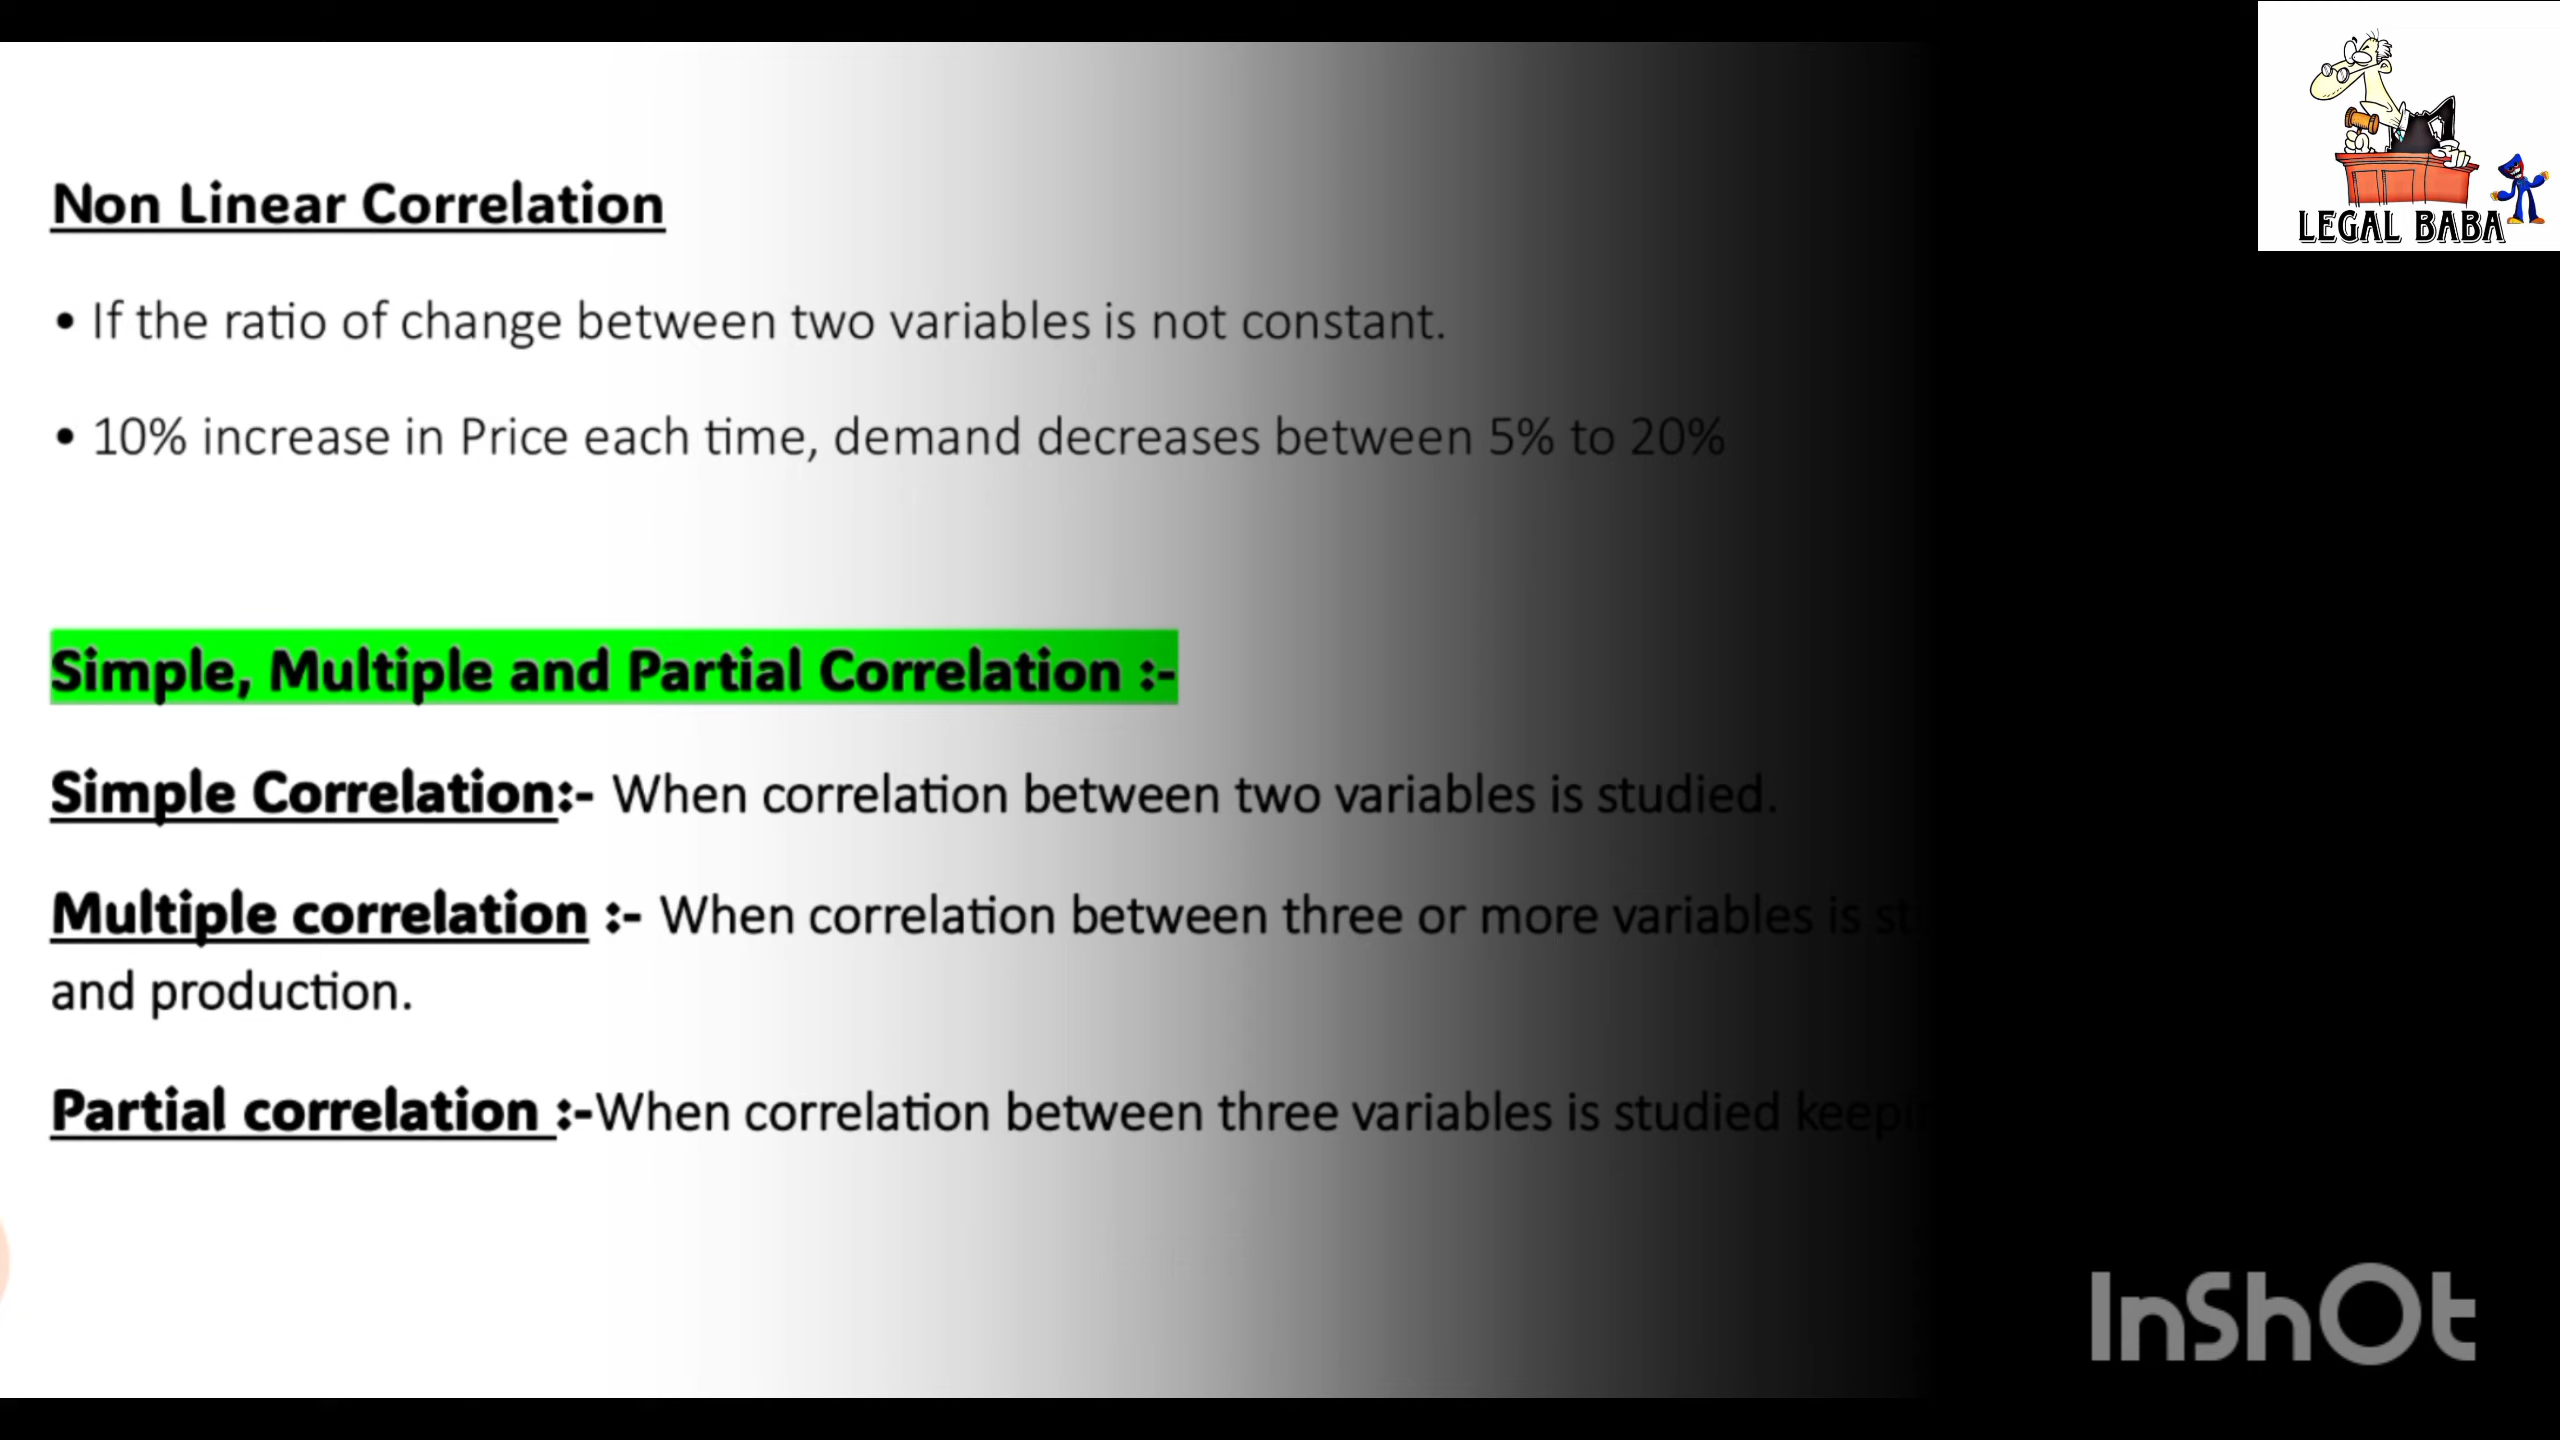 LEGAL BABA
Non Linear Correlation
• If the ratio of change between two variables is not constant.
• 10% increase in Price each time, demand decreases between 5% to 20%
Simple, Multiple and Partial Correlation :-
Simple Correlation:- When correlation between two variables is studied.
Multiple correlation :- When correlation between three or more variables is
and production.
Partial correlation :-When correlation between three variables is studied
InShOt